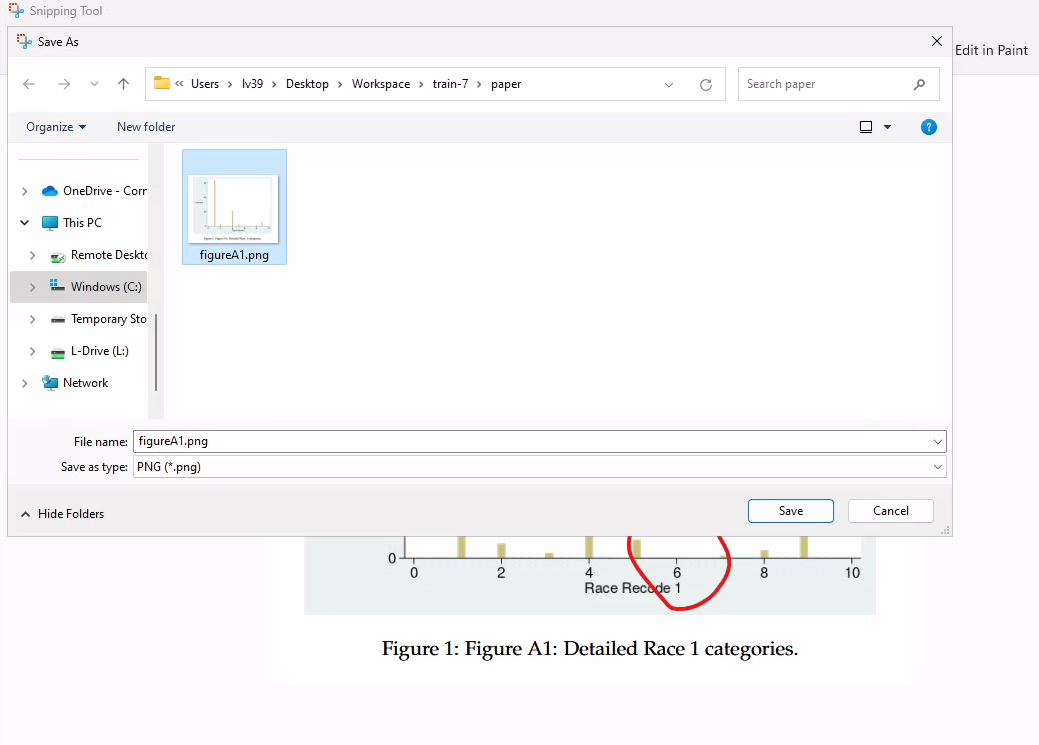 Snipping Tool
Save As
Edit in Paint
« Users › lv39 › Desktop › Workspace › train-7 › paper
Search paper
Organize
New folder
OneDrive - Corn
This PC
Remote Deskto
Windows (C:)
Temporary Sto
L-Drive (L:)
Network
figureA1.png
File name: figureA1.png
Save as type: PNG (*.png)
Hide Folders
Save
Cancel
0
0 2 4 6 8 10
Race Recode 1
Figure 1: Figure A1: Detailed Race 1 categories.